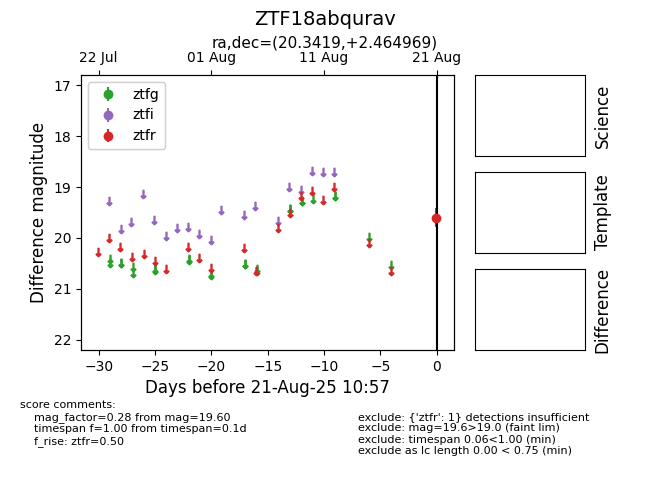 ZTF18abqurav
ra,dec=(20.3419,+2.464969)
22 Jul 01 Aug 11 Aug 21 Aug
ztfg
ztfi
ztfr
17
18
19
20
21
22
Difference magnitude
−30 −25 −20 −15 −10 −5 0
Days before 21-Aug-25 10:57
Science
Template
Difference
score comments:
mag_factor=0.28 from mag=19.60
timespan f=1.00 from timespan=0.1d
f_rise: ztfr=0.50
exclude: {'ztfr': 1} detections insufficient
exclude: mag=19.6>19.0 (faint lim)
exclude: timespan 0.06<1.00 (min)
exclude as lc length 0.00 < 0.75 (min)